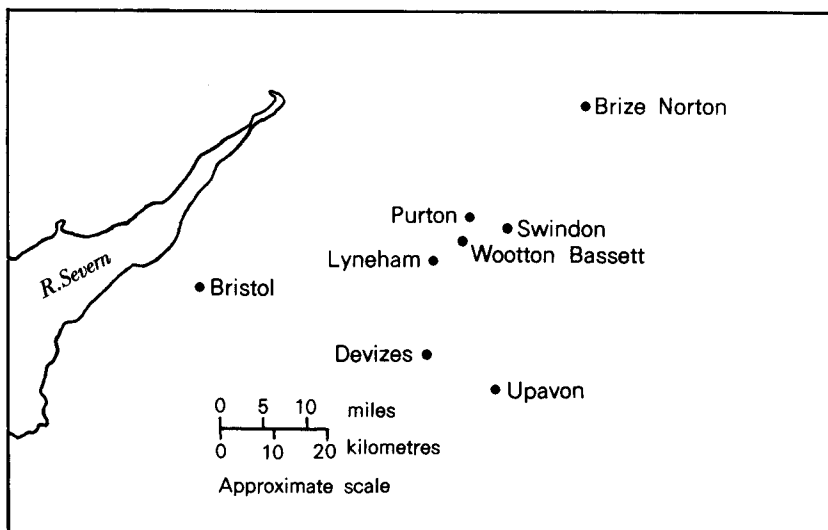 Brize Norton
Purton
Swindon
Wootton Bassett
Lyneham
R. Severn
Bristol
Devizes
Upavon
0 5 10 miles
0 10 20 kilometres
Approximate scale